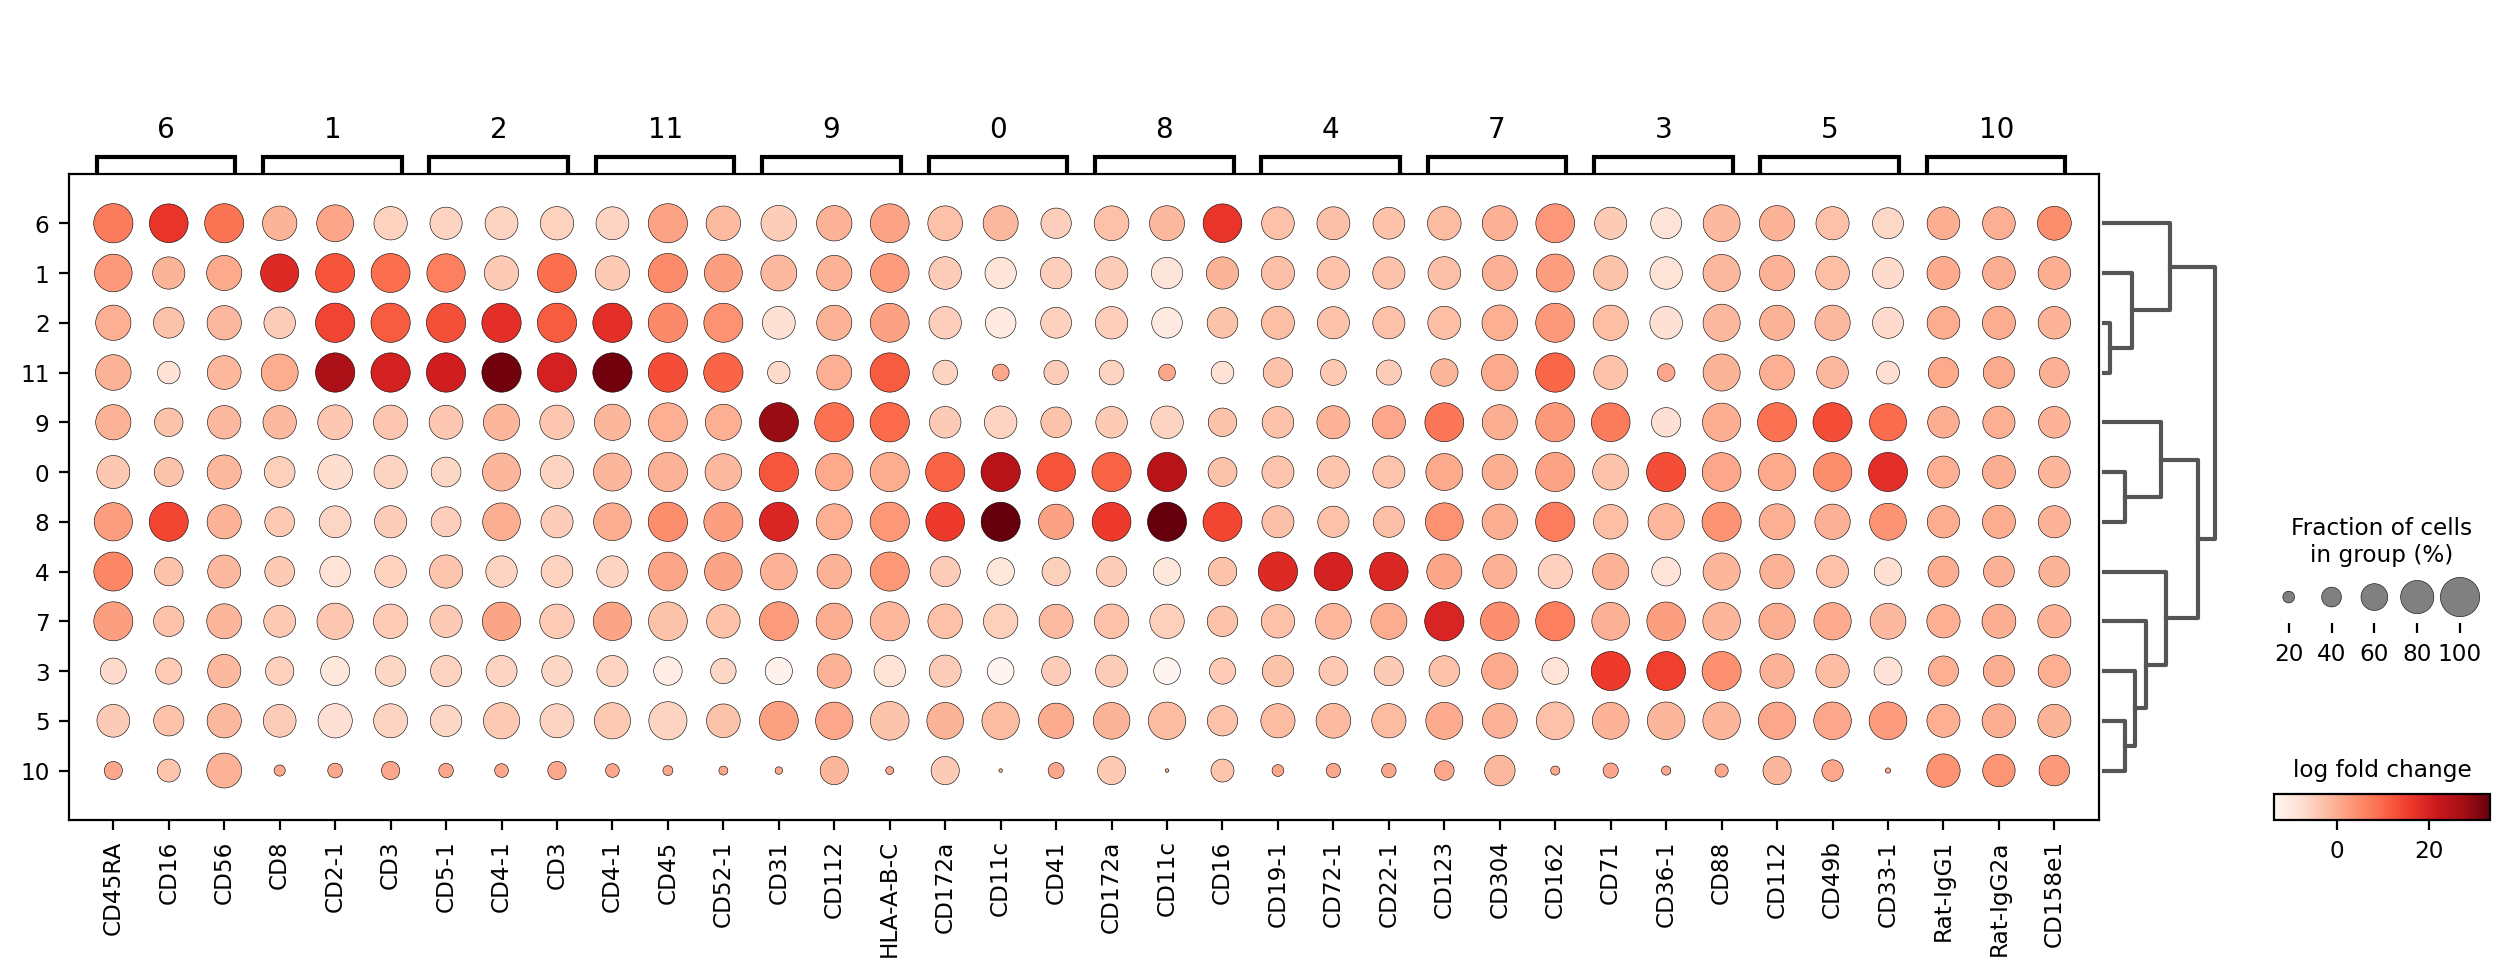 6 1 2 11 9 0 8 4 7 3 5 10
6
1
2
11
9
0
8
4
7
3
5
10
CD45RA CD16 CD56 CD8 CD2-1 CD3 CD5-1 CD4-1 CD3 CD4-1 CD45 CD52-1 CD31 CD112 HLA-A-B-C CD172a CD11c CD41 CD172a CD11c CD16 CD19-1 CD72-1 CD22-1 CD123 CD304 CD162 CD71 CD36-1 CD88 CD112 CD49b CD33-1 Rat-IgG1 Rat-IgG2a CD158e1
Fraction of cells
in group (%)
20 40 60 80 100
log fold change
0 20